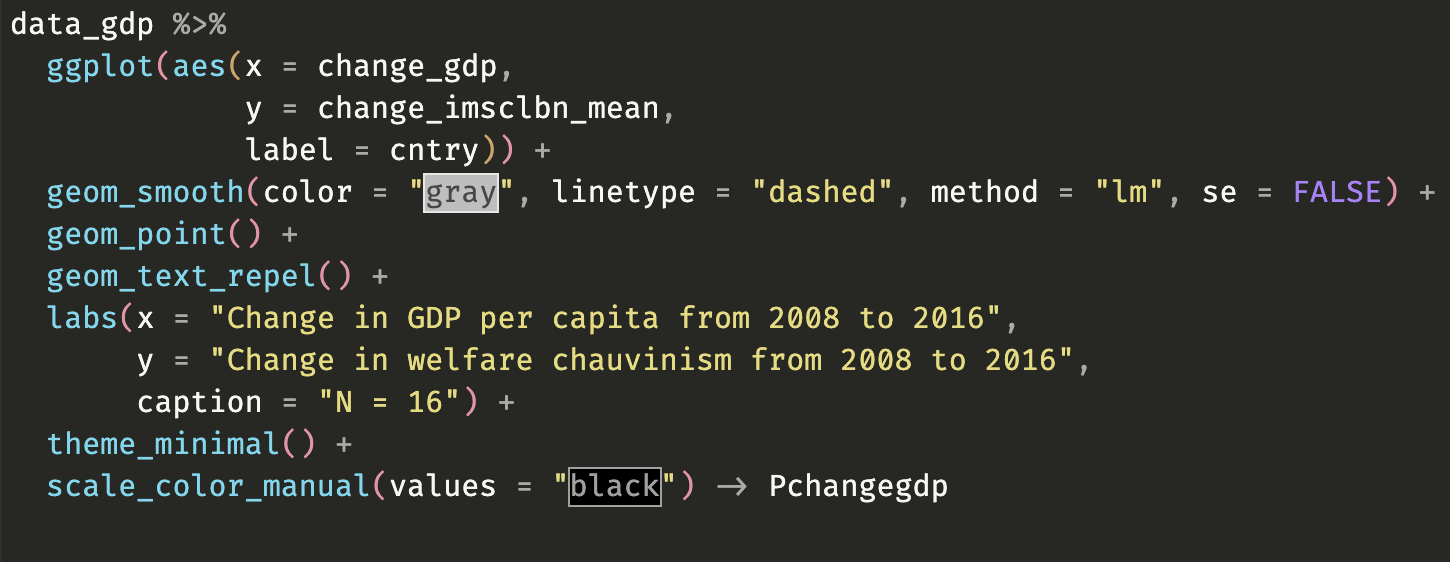 data_gdp %>%
  ggplot(aes(x = change_gdp,
             y = change_imsclbn_mean,
             label = cntry)) +
  geom_smooth(color = "gray", linetype = "dashed", method = "lm", se = FALSE) +
  geom_point() +
  geom_text_repel() +
  labs(x = "Change in GDP per capita from 2008 to 2016",
       y = "Change in welfare chauvinism from 2008 to 2016",
       caption = "N = 16") +
  theme_minimal() +
  scale_color_manual(values = "black") -> Pchangegdp